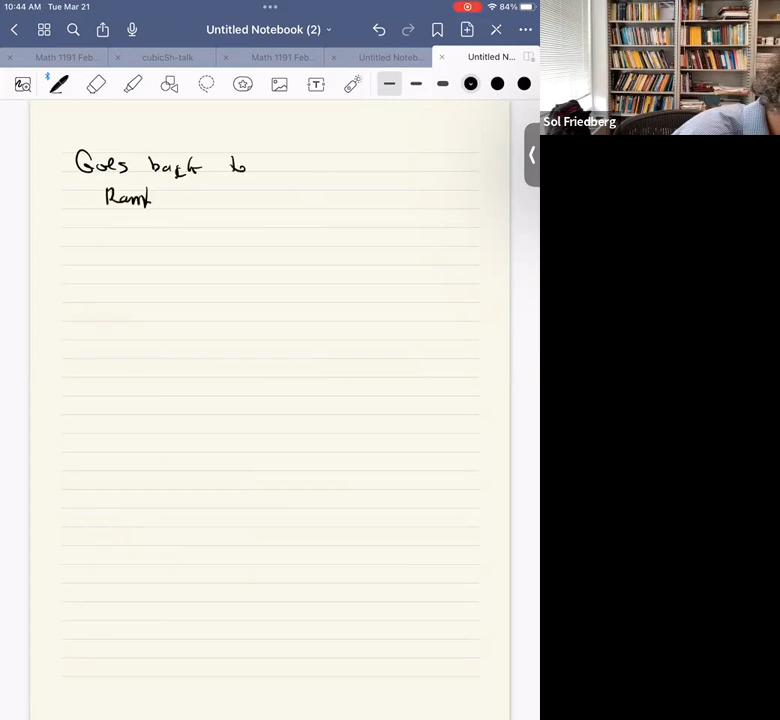 10:44 AM Tue Mar 21
84%
Untitled Notebook (2)
Math 1191 Feb...
cubicSh-talk
Math 1191 Feb...
Untitled Noteb...
Untitled N...
Sol Friedberg
Goes back to